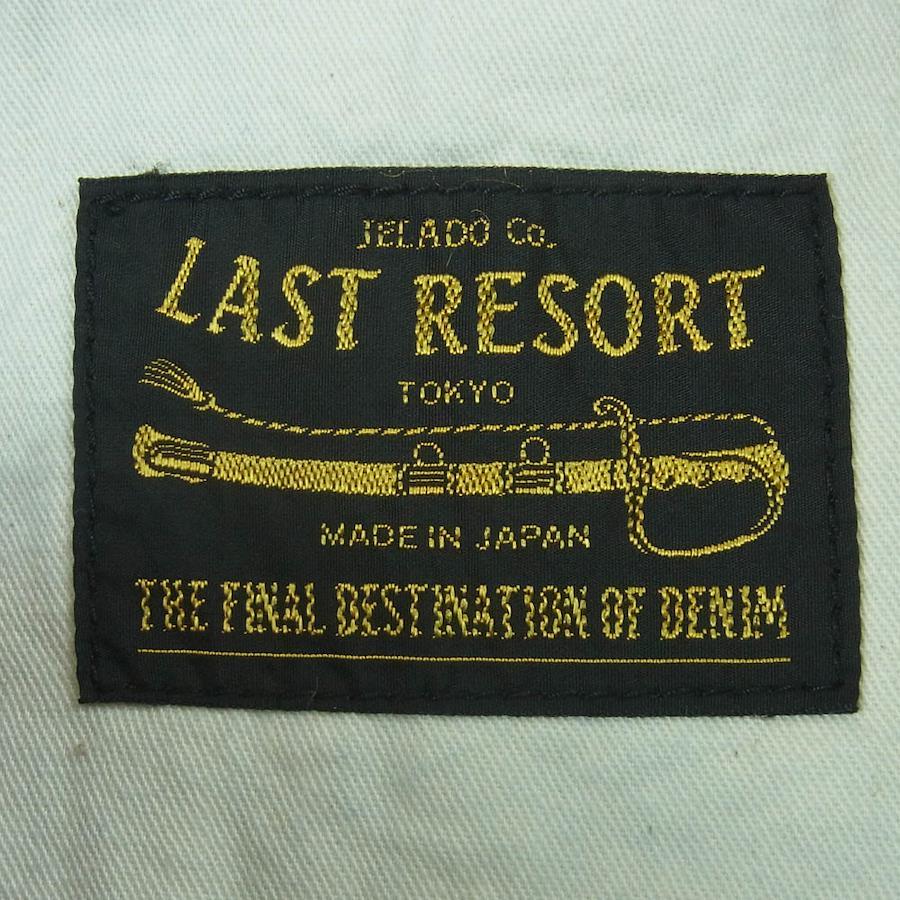 JELADO CO.
LAST RESORT
TOKYO
MADE IN JAPAN
THE FINAL DESTINATION OF DENIM